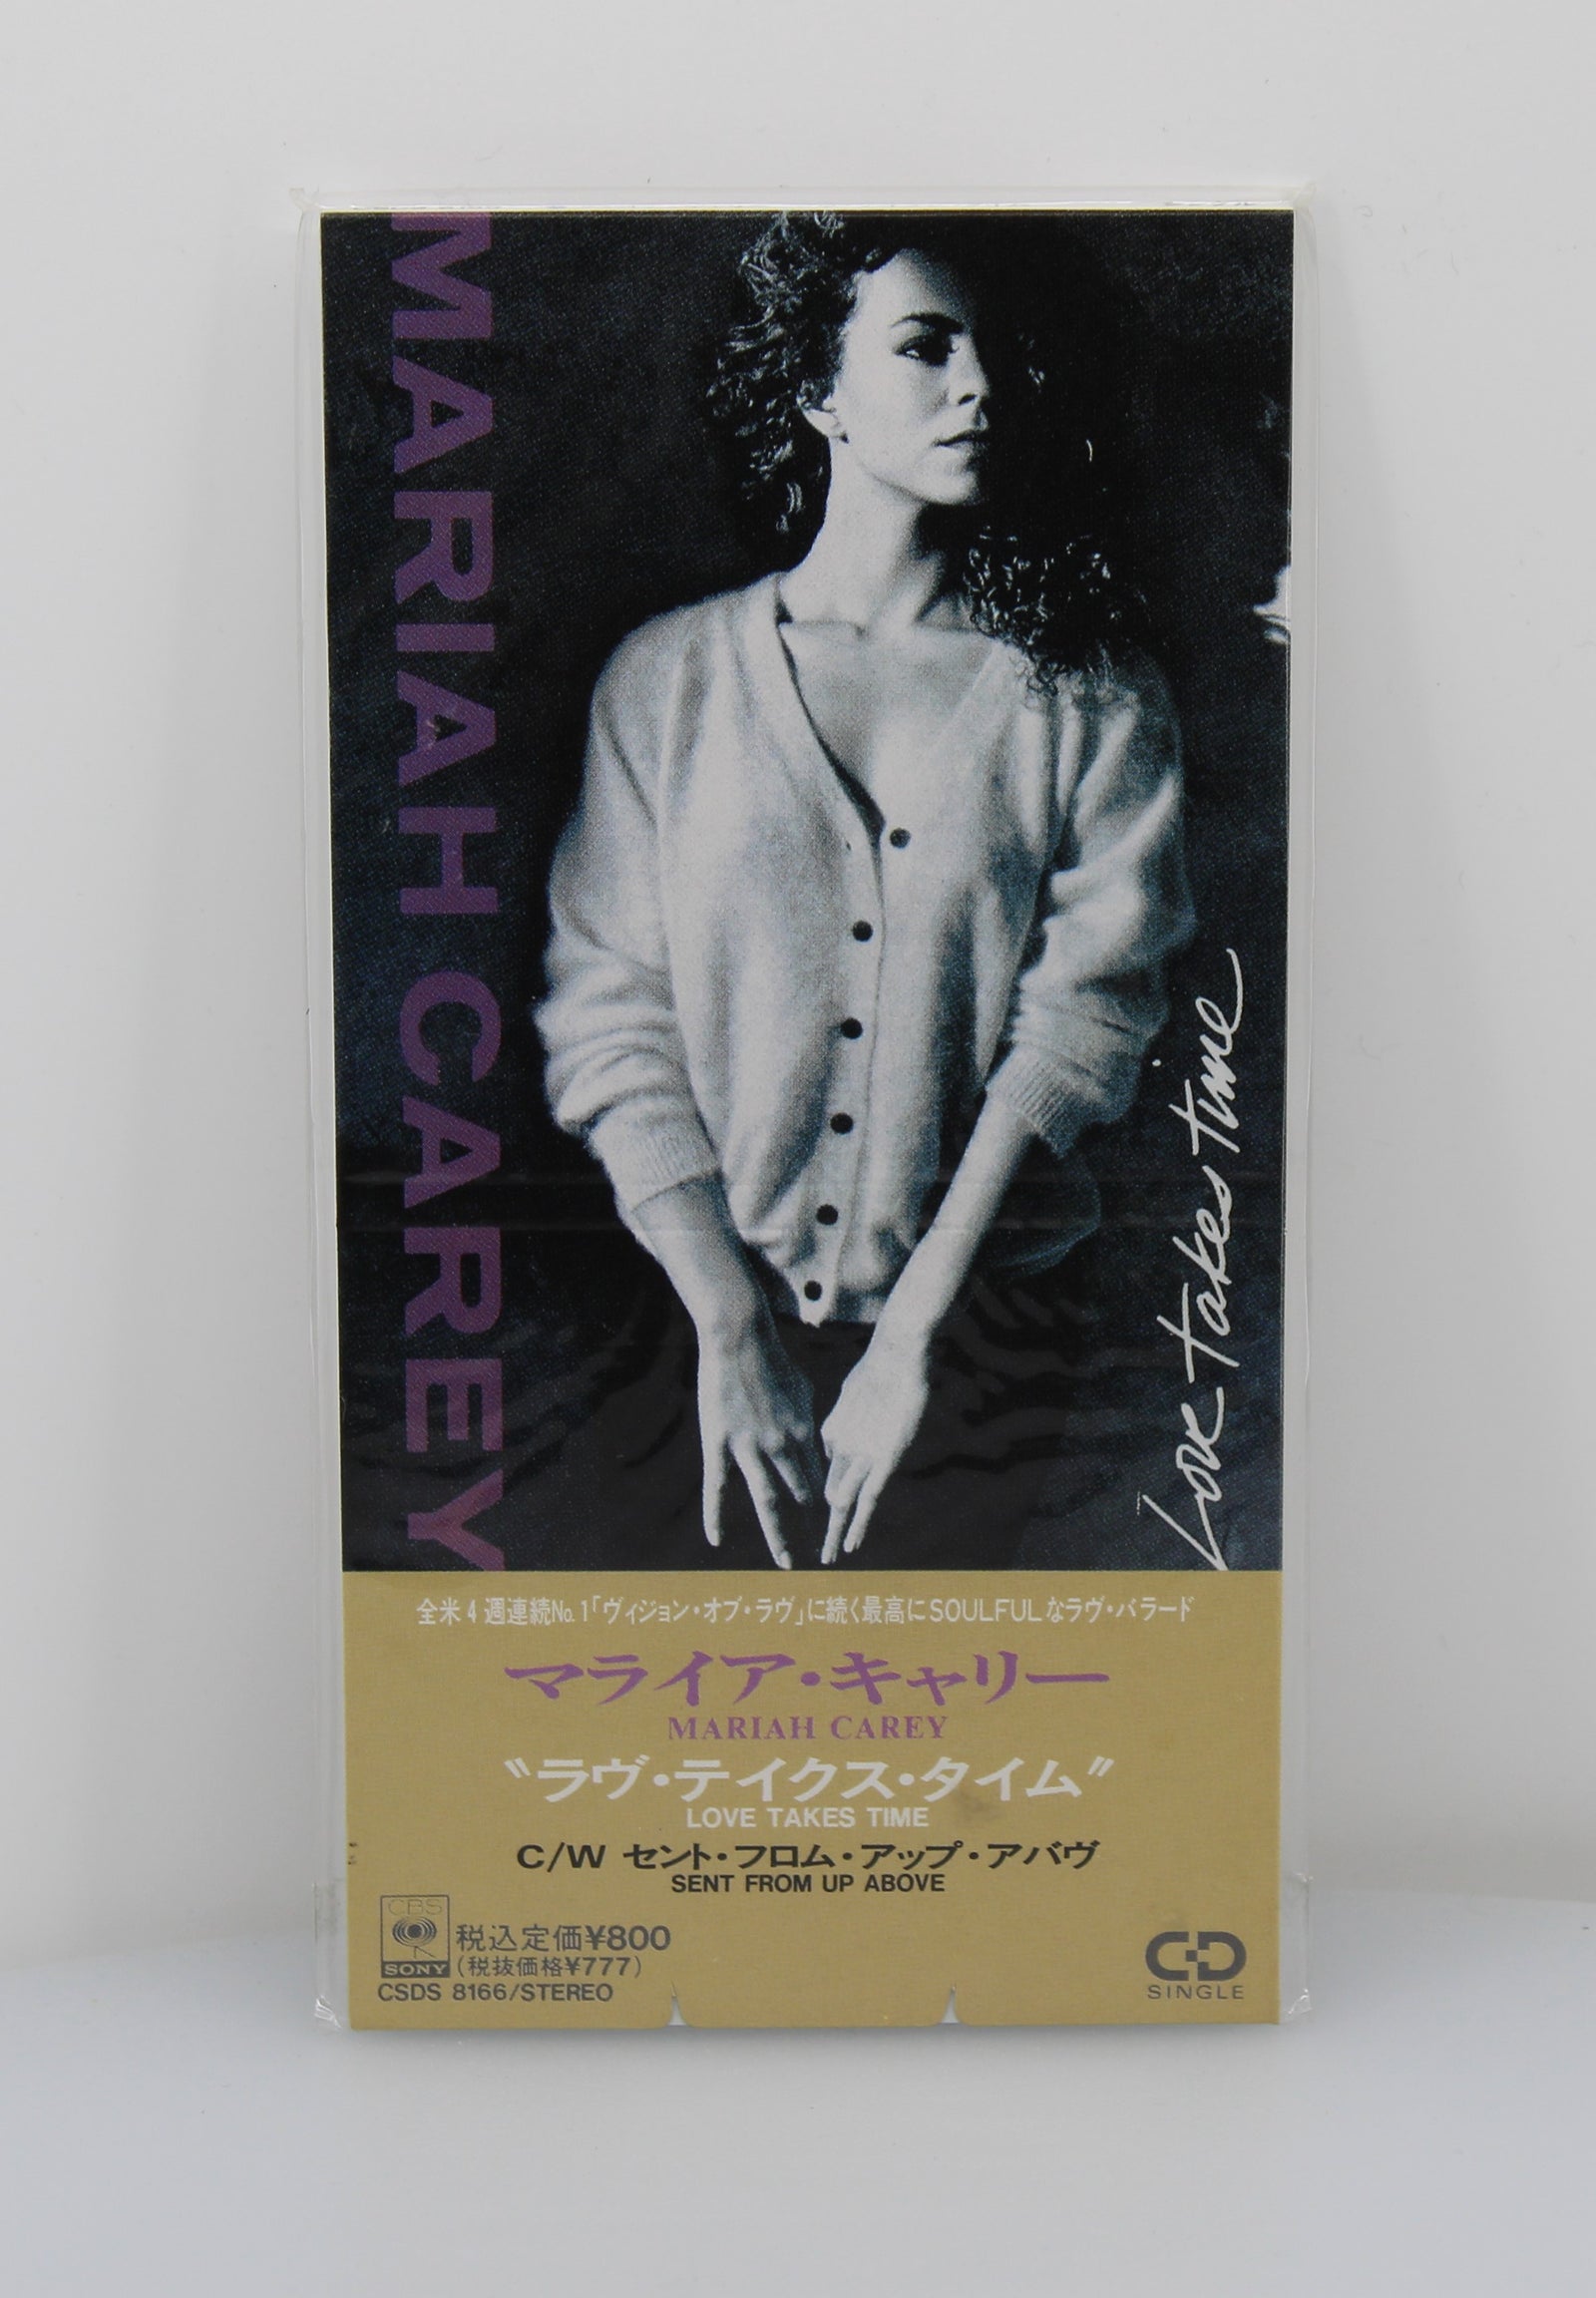 MARIAH CAREY
Love Takes Time
全米4週連続No.1「ヴィジョン・オブ・ラヴ」に続く最高にSOULFULなラヴ・バラード
マライア・キャリー
MARIAH CAREY
〝ラヴ・テイクス・タイム〞
LOVE TAKES TIME
C/W セント・フロム・アップ・アバヴ
SENT FROM UP ABOVE
CBS
SONY
税込定価¥800
(税抜価格¥777)
CSDS 8166/STEREO
CD
SINGLE